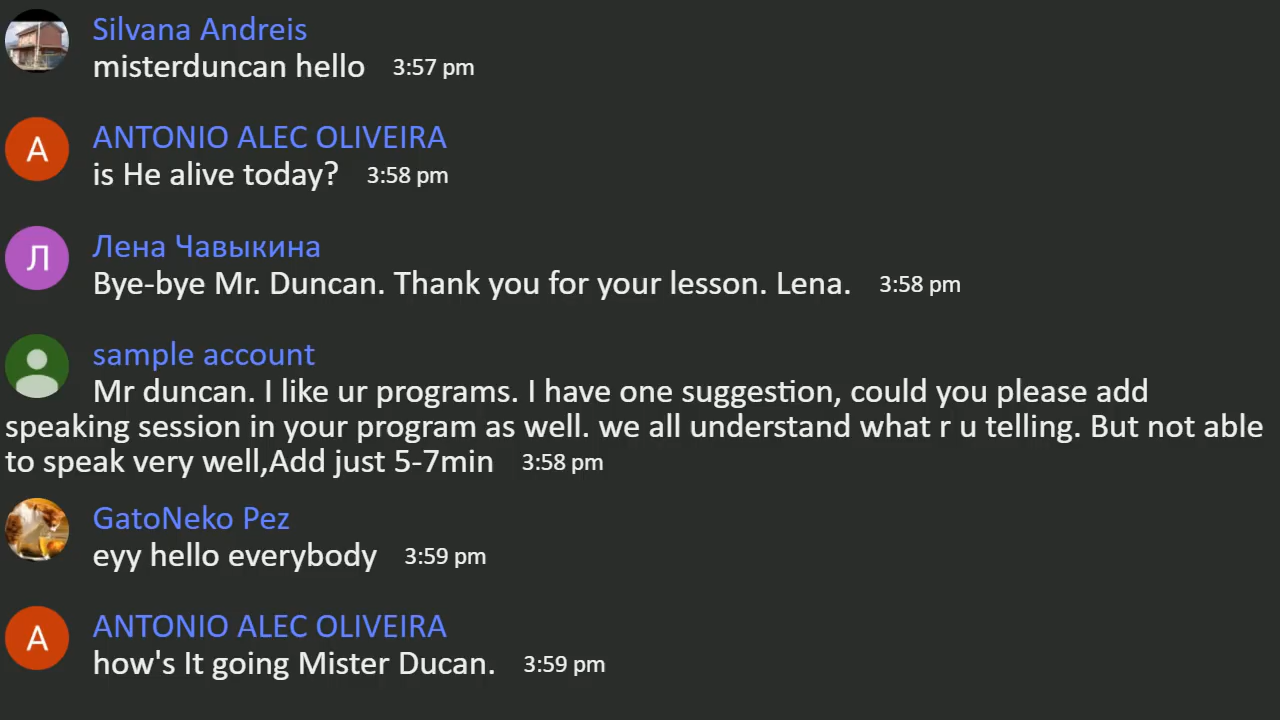 Silvana Andreis
misterduncan hello 3:57 pm
A
ANTONIO ALEC OLIVEIRA
is He alive today? 3:58 pm
Л
Лена Чавыкина
Bye-bye Mr. Duncan. Thank you for your lesson. Lena. 3:58 pm
sample account
Mr duncan. I like ur programs. I have one suggestion, could you please add
speaking session in your program as well. we all understand what r u telling. But not able
to speak very well,Add just 5-7min 3:58 pm
GatoNeko Pez
eyy hello everybody 3:59 pm
A
ANTONIO ALEC OLIVEIRA
how's It going Mister Ducan. 3:59 pm